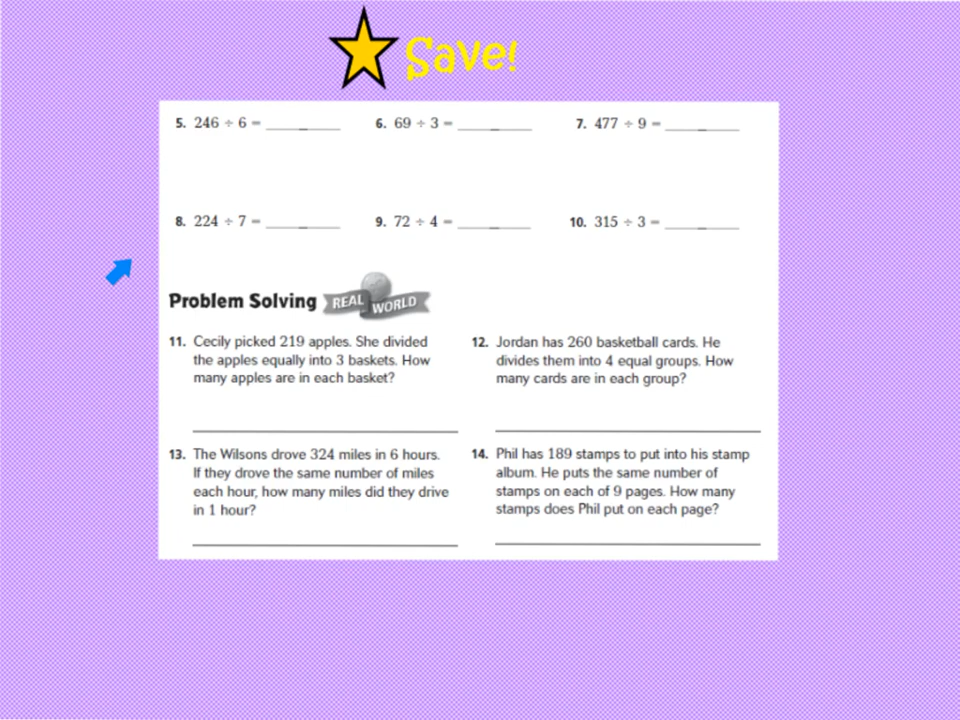 Save!
5. 246 ÷ 6 = _______ 6. 69 ÷ 3 = _______ 7. 477 ÷ 9 = _______
8. 224 ÷ 7 = _______ 9. 72 ÷ 4 = _______ 10. 315 ÷ 3 = _______
Problem Solving REAL WORLD
11. Cecily picked 219 apples. She divided
the apples equally into 3 baskets. How
many apples are in each basket?
12. Jordan has 260 basketball cards. He
divides them into 4 equal groups. How
many cards are in each group?
13. The Wilsons drove 324 miles in 6 hours.
If they drove the same number of miles
each hour, how many miles did they drive
in 1 hour?
14. Phil has 189 stamps to put into his stamp
album. He puts the same number of
stamps on each of 9 pages. How many
stamps does Phil put on each page?